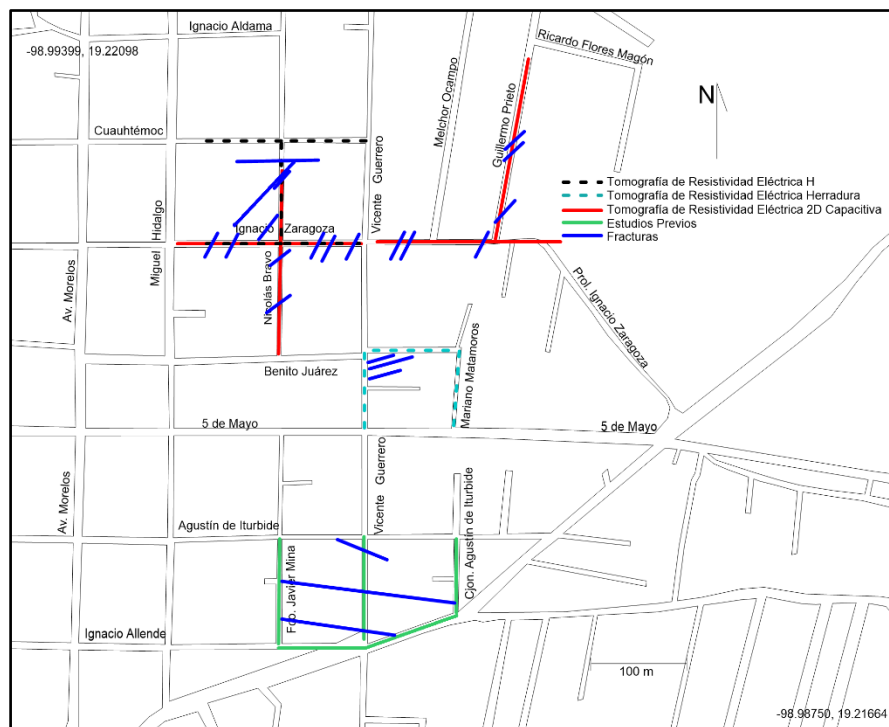 Ignacio Aldama
-98.99399, 19.22098
Ricardo Flores Magón
Melchor Ocampo
Guillermo Prieto
N
Cuauhtémoc
Vicente Guerrero
Tomografía de Resistividad Eléctrica H
Tomografía de Resistividad Eléctrica Herradura
Tomografía de Resistividad Eléctrica 2D Capacitiva
Estudios Previos
Fracturas
Miguel Hidalgo
Ignacio Zaragoza
Av. Morelos
Nicolás Bravo
Prol. Ignacio Zaragoza
Benito Juárez
Mariano Matamoros
5 de Mayo
5 de Mayo
Av. Morelos
Vicente Guerrero
Agustín de Iturbide
Cjon. Agustín de Iturbide
Fco. Javier Mina
Ignacio Allende
100 m
-98.98750, 19.21664